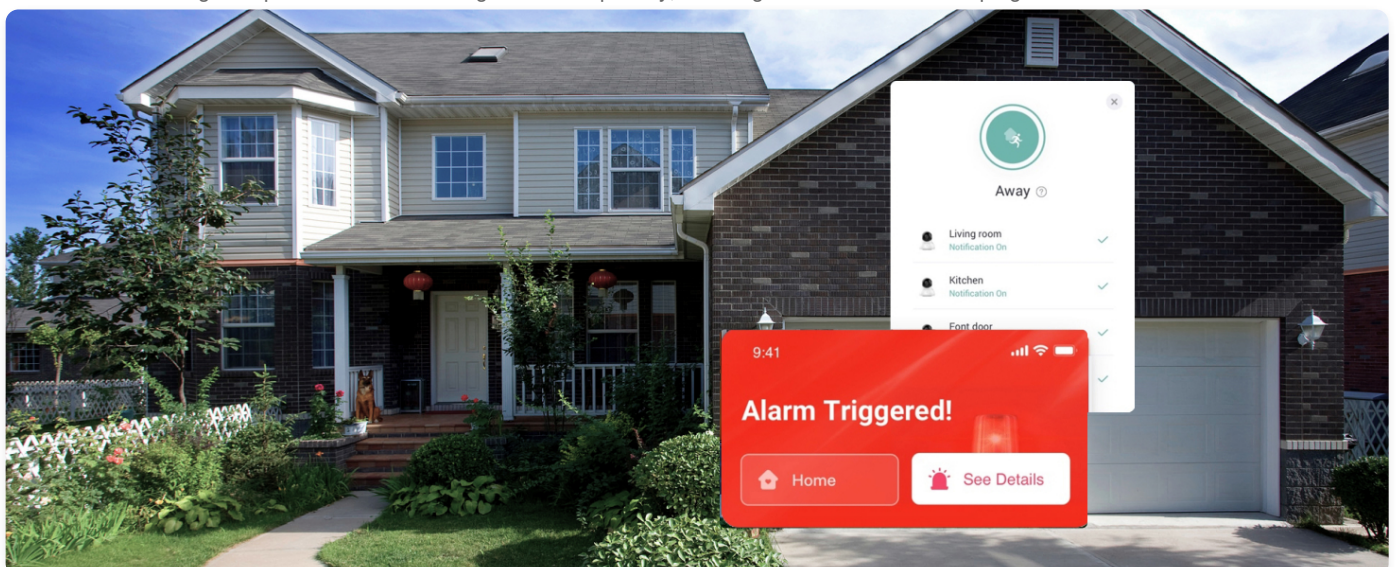 Away
Living room
Notification On
Kitchen
Notification On
Font door
9:41
Alarm Triggered!
Home
See Details